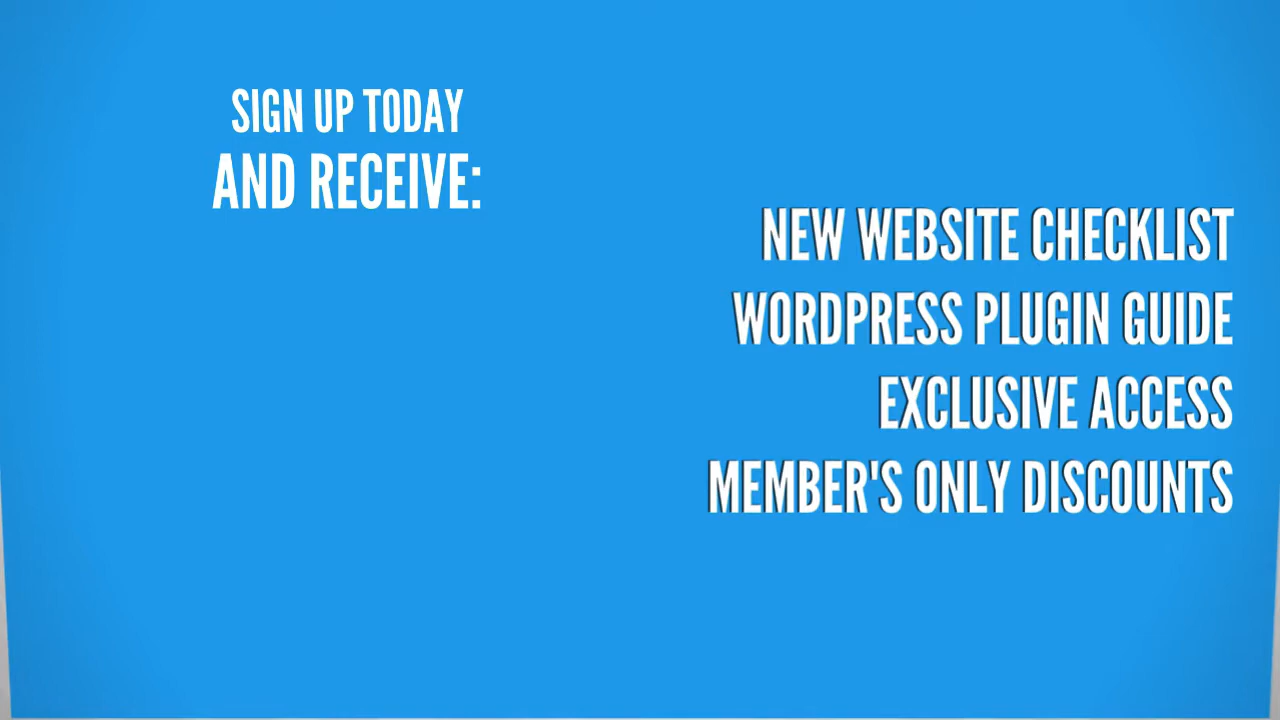 SIGN UP TODAY
AND RECEIVE:
NEW WEBSITE CHECKLIST
WORDPRESS PLUGIN GUIDE
EXCLUSIVE ACCESS
MEMBER'S ONLY DISCOUNTS